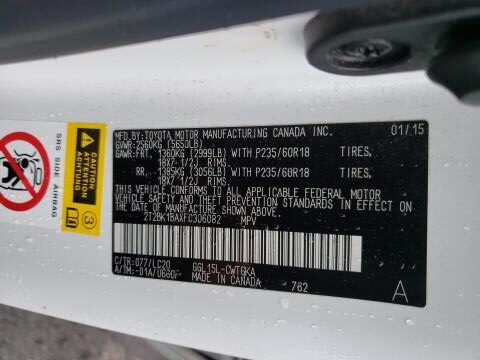 MFD.BY:TOYOTA MOTOR MANUFACTURING CANADA INC. 01/15
GVWR:2560KG (5650LB)
GAWR:FRT. 1360KG (2999LB) WITH P235/60R18 TIRES,
18X7 1/2J RIMS
RR. 1385KG (3056LB) WITH P235/60R18 TIRES,
18X7 1/2J RIMS
THIS VEHICLE CONFORMS TO ALL APPLICABLE FEDERAL MOTOR
VEHICLE SAFETY AND THEFT PREVENTION STANDARDS IN EFFECT
ON THE DATE OF MANUFACTURE SHOWN ABOVE.
2T2BK1BAXFC306082 MPV
C/TR:077/LC20 GGL15L-CWTGKA
A/TM:-01A/ MADE IN CANADA 762
A
SRS SIDE AIRBAG
CAUTION
ACHTUNG
3